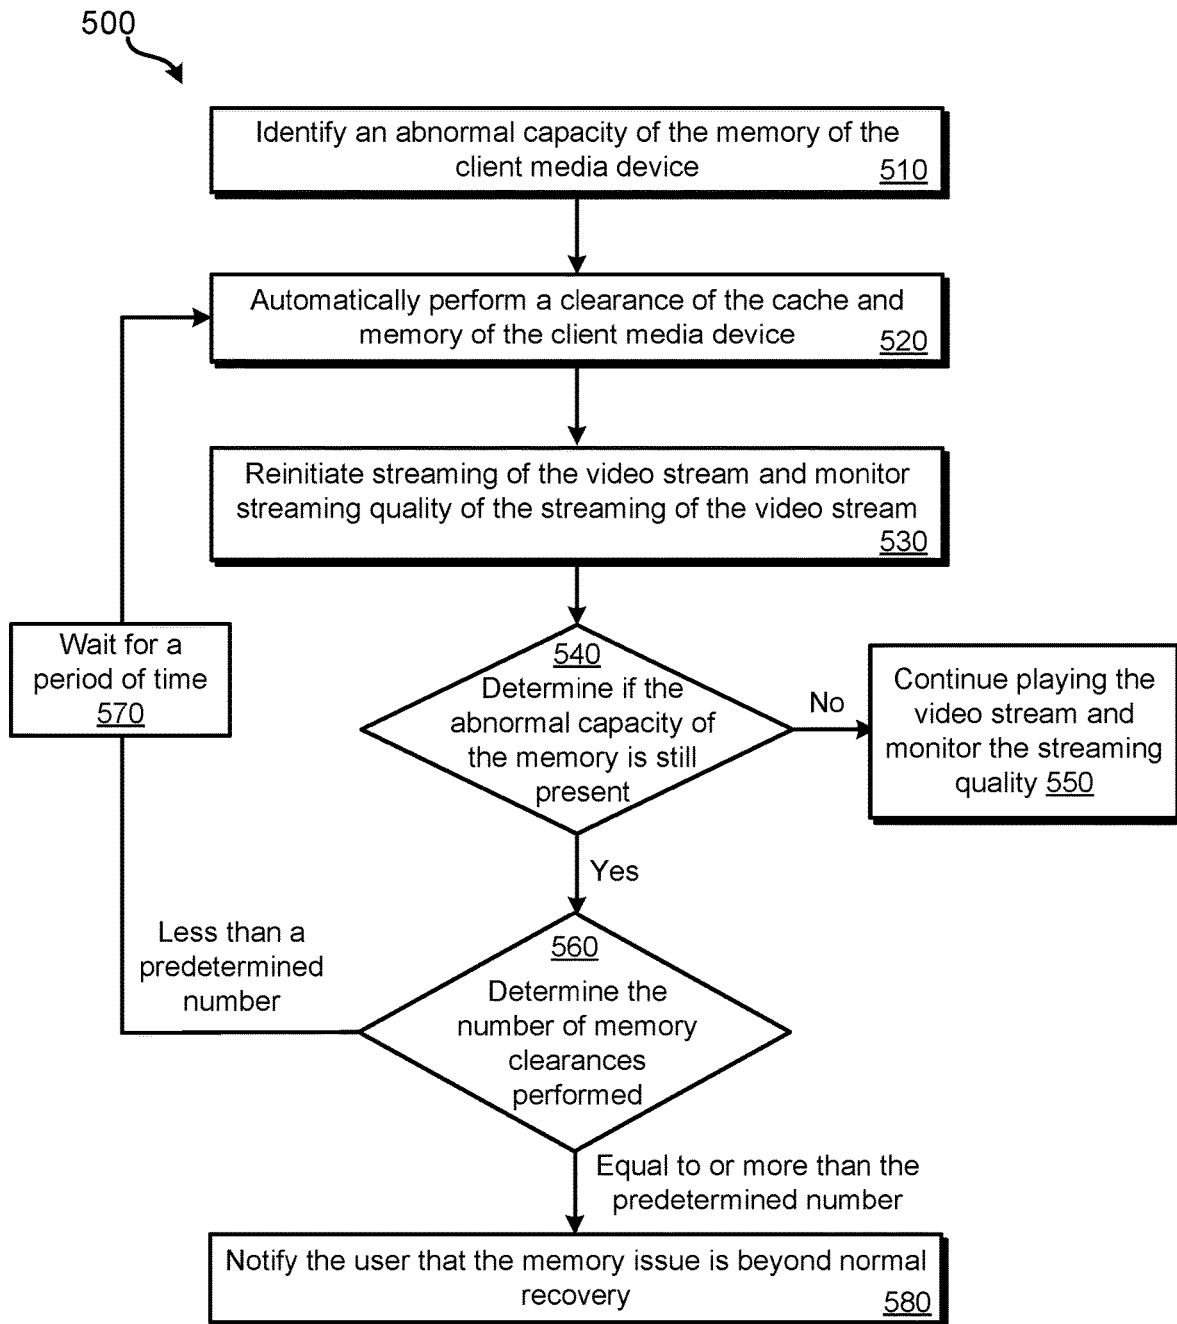 500
Identify an abnormal capacity of the memory of the
client media device
510
Automatically perform a clearance of the cache and
memory of the client media device
520
Reinitiate streaming of the video stream and monitor
streaming quality of the streaming of the video stream
530
Wait for a
period of time
570
540
Determine if the
abnormal capacity of
the memory is still
present
No
Continue playing the
video stream and
monitor the streaming
quality 550
Yes
Less than a
predetermined
number
560
Determine the
number of memory
clearances
performed
Equal to or more than the
predetermined number
Notify the user that the memory issue is beyond normal
recovery
580